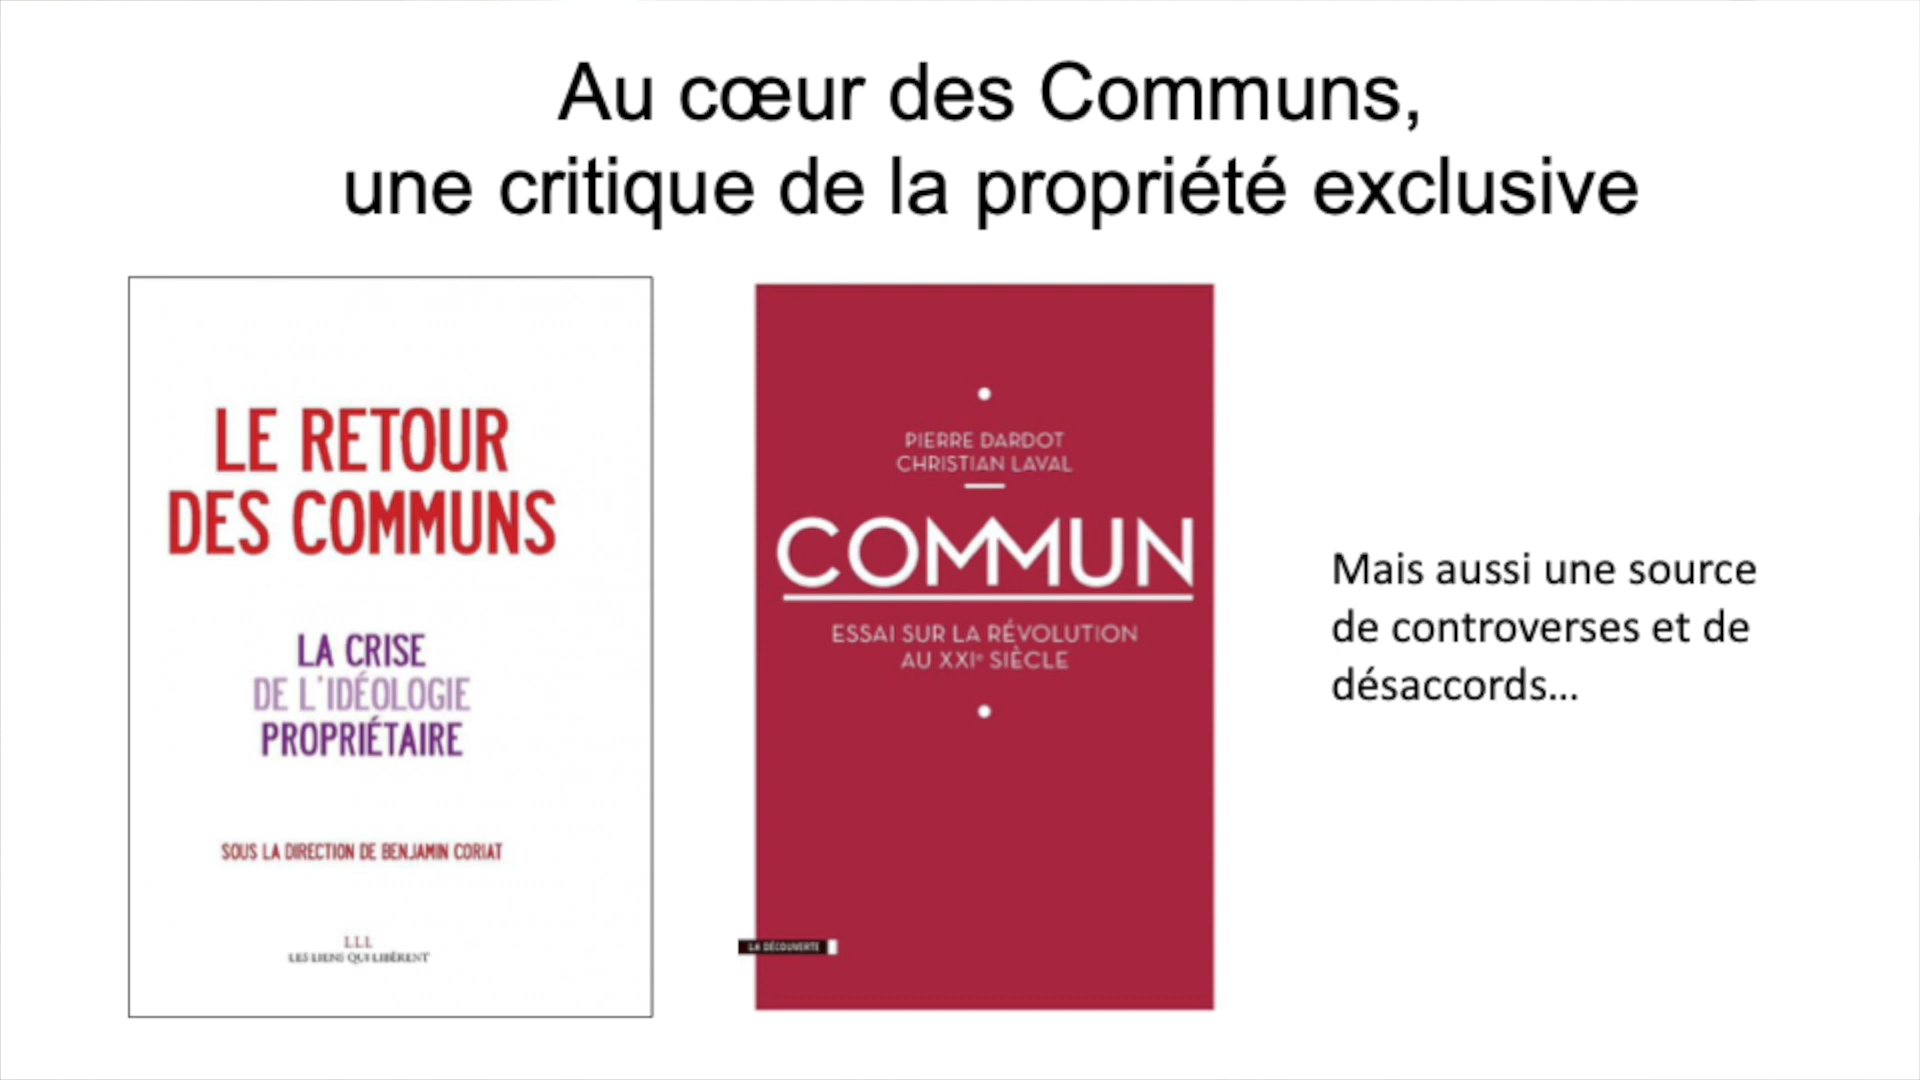 Au cœur des Communs,
une critique de la propriété exclusive
LE RETOUR
DES COMMUNS
LA CRISE
DE L'IDÉOLOGIE
PROPRIÉTAIRE
SOUS LA DIRECTION DE BENJAMIN CORIAT
LLL
LES LIENS QUI LIBÈRENT
PIERRE DARDOT
CHRISTIAN LAVAL
COMMUN
ESSAI SUR LA RÉVOLUTION
AU XXIe SIÈCLE
LA DÉCOUVERTE
Mais aussi une source
de controverses et de
désaccords...